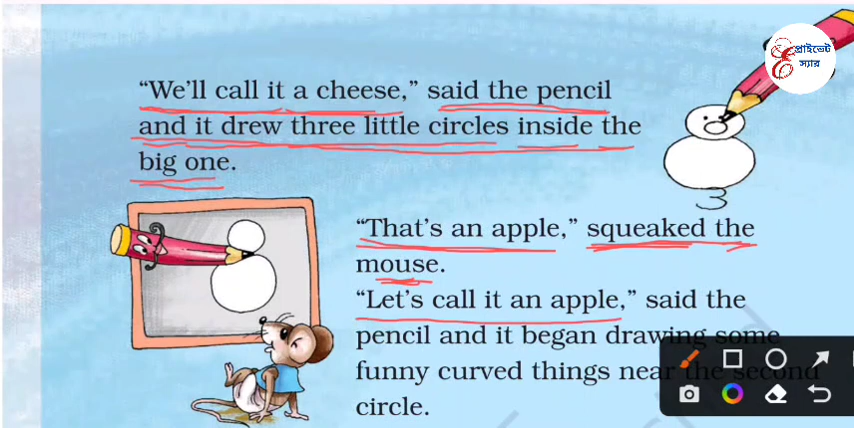 প্রাইভেট
স্যার
“We’ll call it a cheese,” said the pencil
and it drew three little circles inside the
big one.
3
“That’s an apple,” squeaked the
mouse.
“Let’s call it an apple,” said the
pencil and it began drawing some
funny curved things near the second
circle.